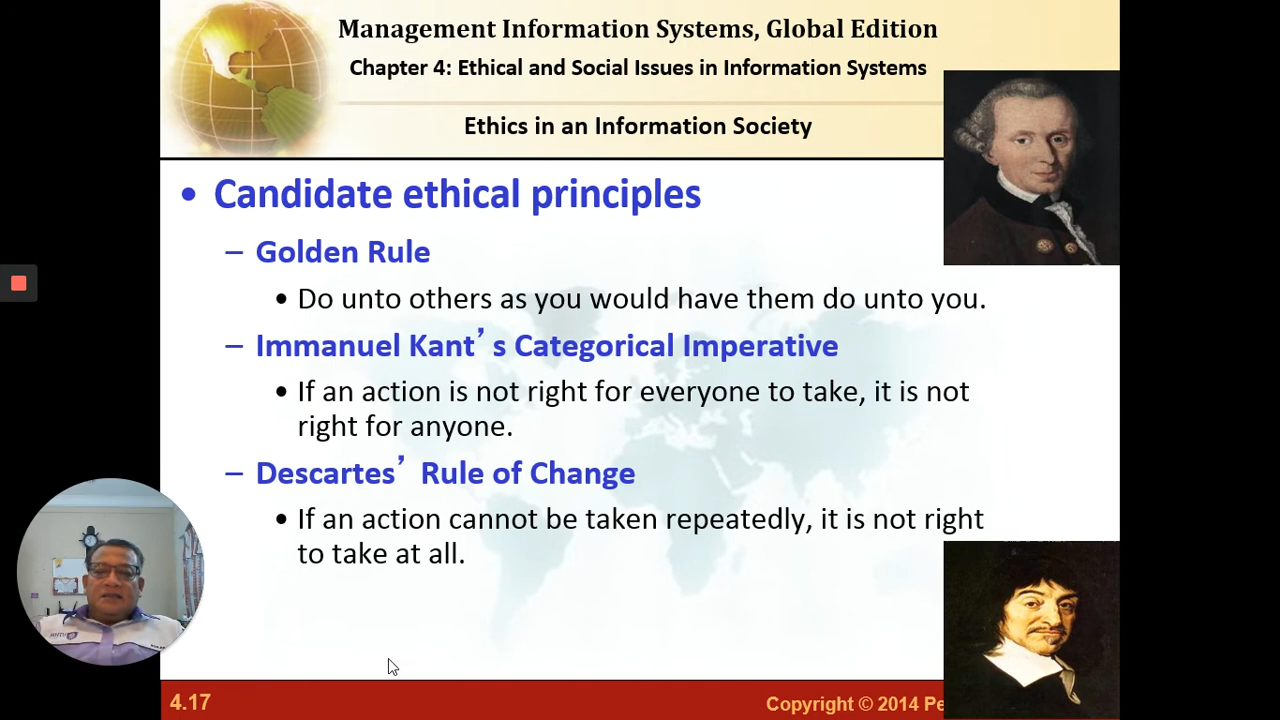 Management Information Systems, Global Edition
Chapter 4: Ethical and Social Issues in Information Systems
Ethics in an Information Society
• Candidate ethical principles
– Golden Rule
• Do unto others as you would have them do unto you.
– Immanuel Kant’s Categorical Imperative
• If an action is not right for everyone to take, it is not
right for anyone.
– Descartes’ Rule of Change
• If an action cannot be taken repeatedly, it is not right
to take at all.
4.17
Copyright © 2014 Pe